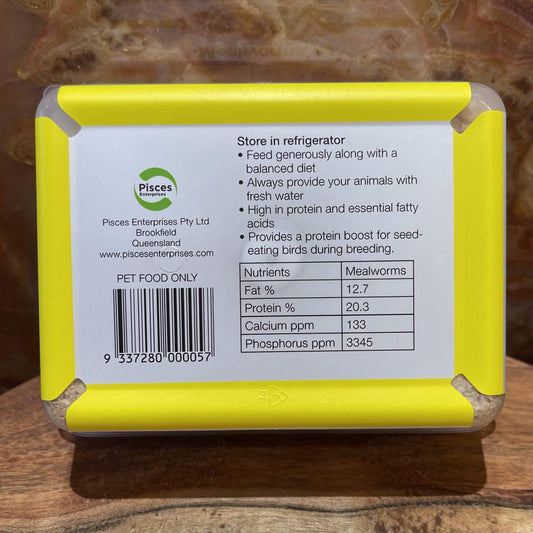 Store in refrigerator
• Feed generously along with a
balanced diet
• Always provide your animals with
fresh water
• High in protein and essential fatty
acids
• Provides a protein boost for seed-
eating birds during breeding.
Pisces
Enterprises
Pisces Enterprises Pty Ltd
Brookfield
Queensland
www.piscesenterprises.com
PET FOOD ONLY
9 337280 000057
Nutrients Mealworms
Fat % 12.7
Protein % 20.3
Calcium ppm 133
Phosphorus ppm 3345